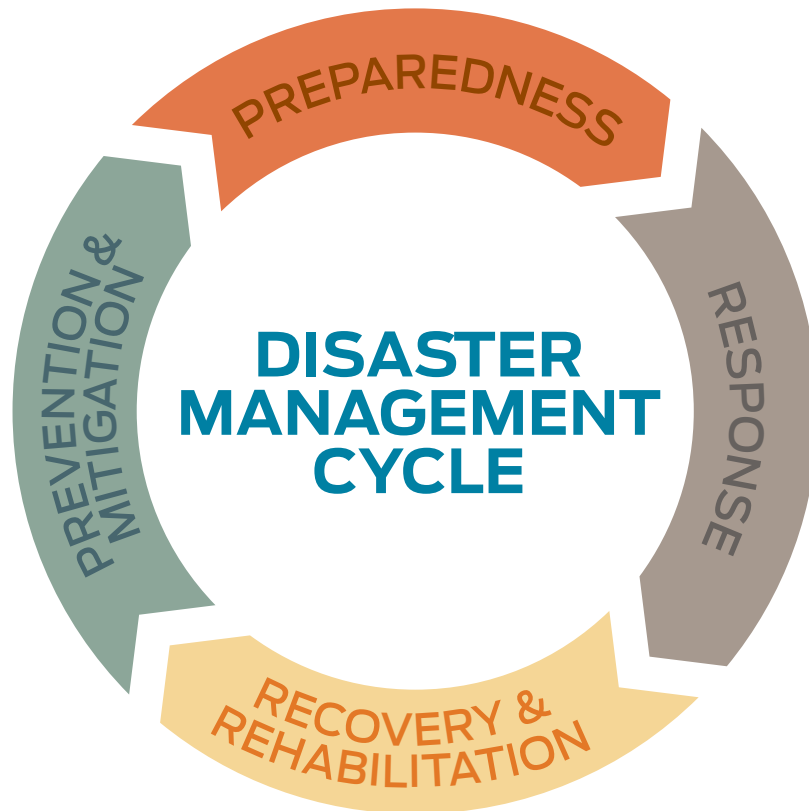 PREPAREDNESS
RESPONSE
RECOVERY &
REHABILITATION
PREVENTION &
MITIGATION
DISASTER
MANAGEMENT
CYCLE